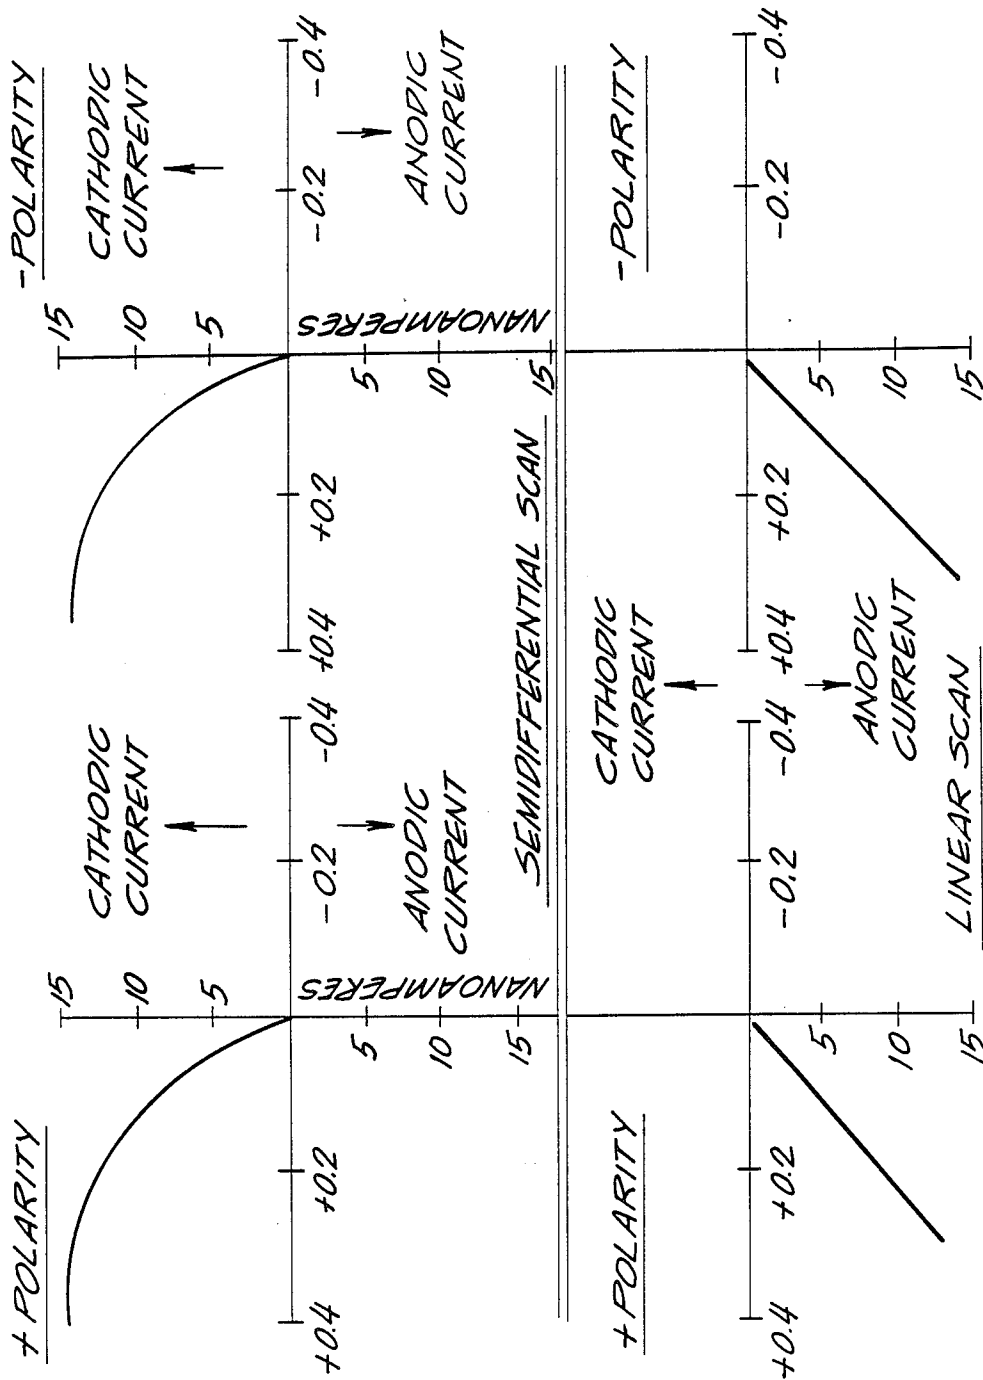 + POLARITY
- POLARITY
15
CATHODIC
CURRENT
10
5
15
CATHODIC
CURRENT
10
5
+0.4
+0.2
-0.2
-0.4
+0.4
+0.2
-0.2
-0.4
NANOAMPERES
NANOAMPERES
5
10
15
ANODIC
CURRENT
5
10
15
ANODIC
CURRENT
SEMIDIFFERENTIAL SCAN
+ POLARITY
CATHODIC
CURRENT
- POLARITY
+0.4
+0.2
-0.2
-0.4
+0.4
+0.2
-0.2
-0.4
5
10
15
ANODIC
CURRENT
5
10
15
LINEAR SCAN